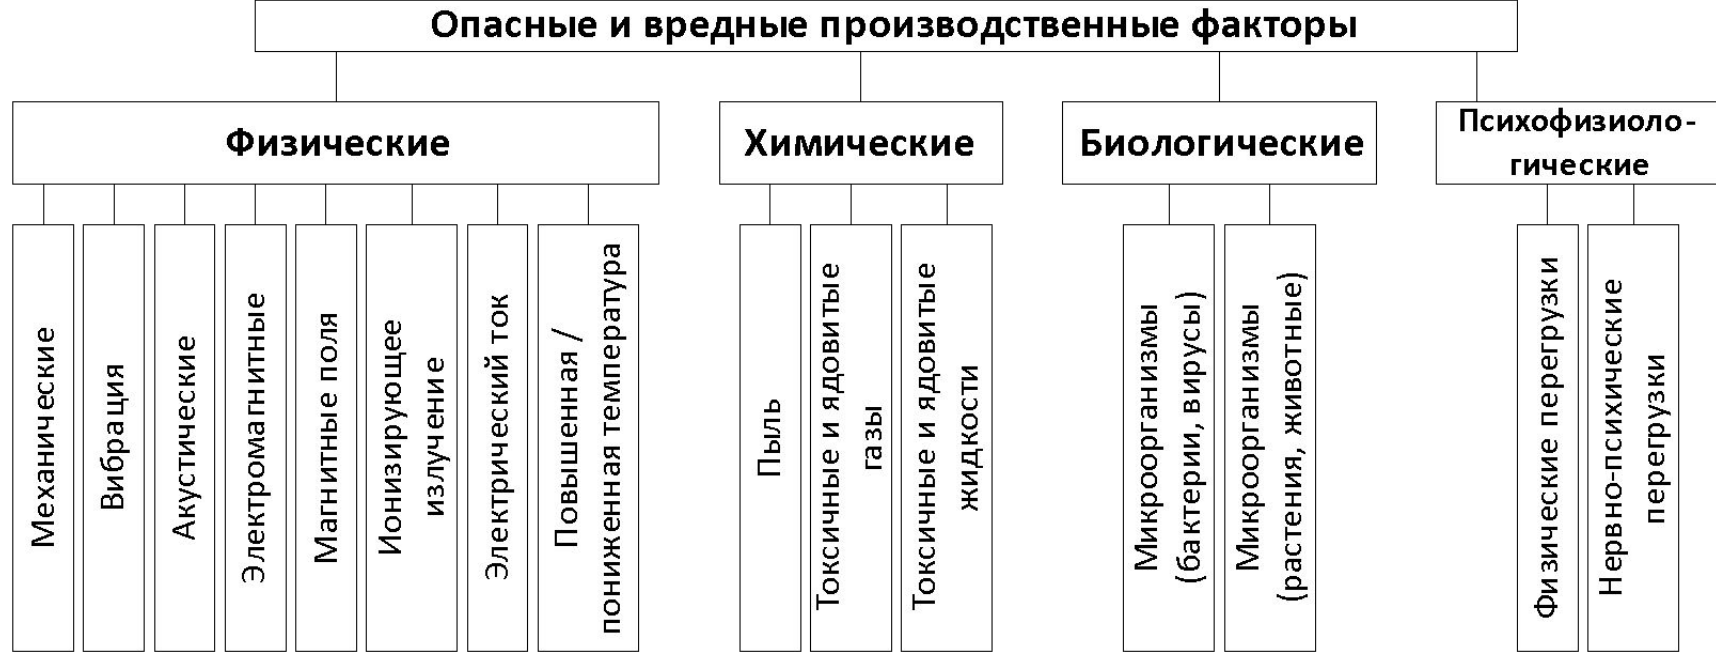 Опасные и вредные производственные факторы
Физические
Химические
Биологические
Психофизиоло-
гические
Механические
Вибрация
Акустические
Электромагнитные
Магнитные поля
Ионизирующее
излучение
Электрический ток
Повышенная /
пониженная температура
Пыль
Токсичные и ядовитые
газы
Токсичные и ядовитые
жидкости
Микроорганизмы
(бактерии, вирусы)
Микроорганизмы
(растения, животные)
Физические перегрузки
Нервно-психические
перегрузки